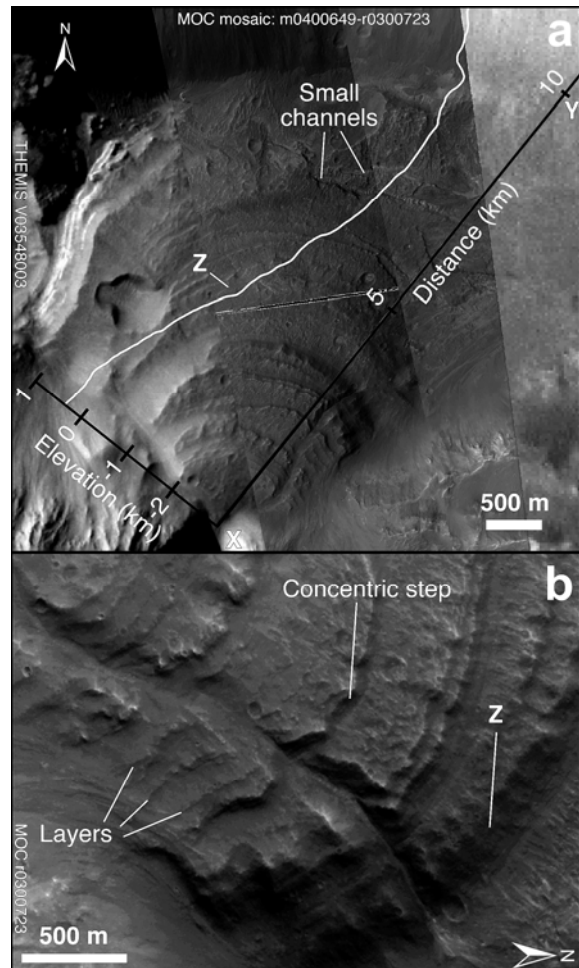 MOC mosaic: m0400649-r0300723
a
N
THEMIS V03548003
Small
channels
10
Y
Distance (km)
Z
5
1
0
-1
-2
Elevation (km)
X
500 m
b
Concentric step
Z
Layers
MOC r0300723
500 m
N